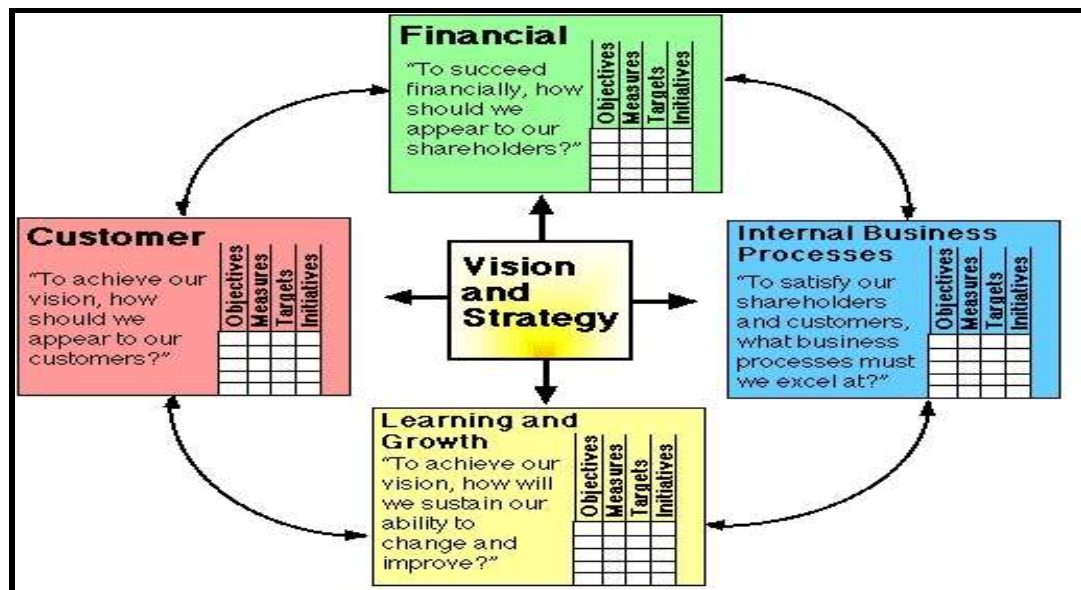 Financial
“To succeed
financially, how
should we
appear to our
shareholders?”
Objectives
Measures
Targets
Initiatives
Customer
“To achieve our
vision, how
should we
appear to our
customers?”
Objectives
Measures
Targets
Initiatives
Vision
and
Strategy
Internal Business
Processes
“To satisfy our
shareholders
and customers,
what business
processes must
we excel at?”
Objectives
Measures
Targets
Initiatives
Learning and
Growth
“To achieve our
vision, how will
we sustain our
ability to
change and
improve?”
Objectives
Measures
Targets
Initiatives